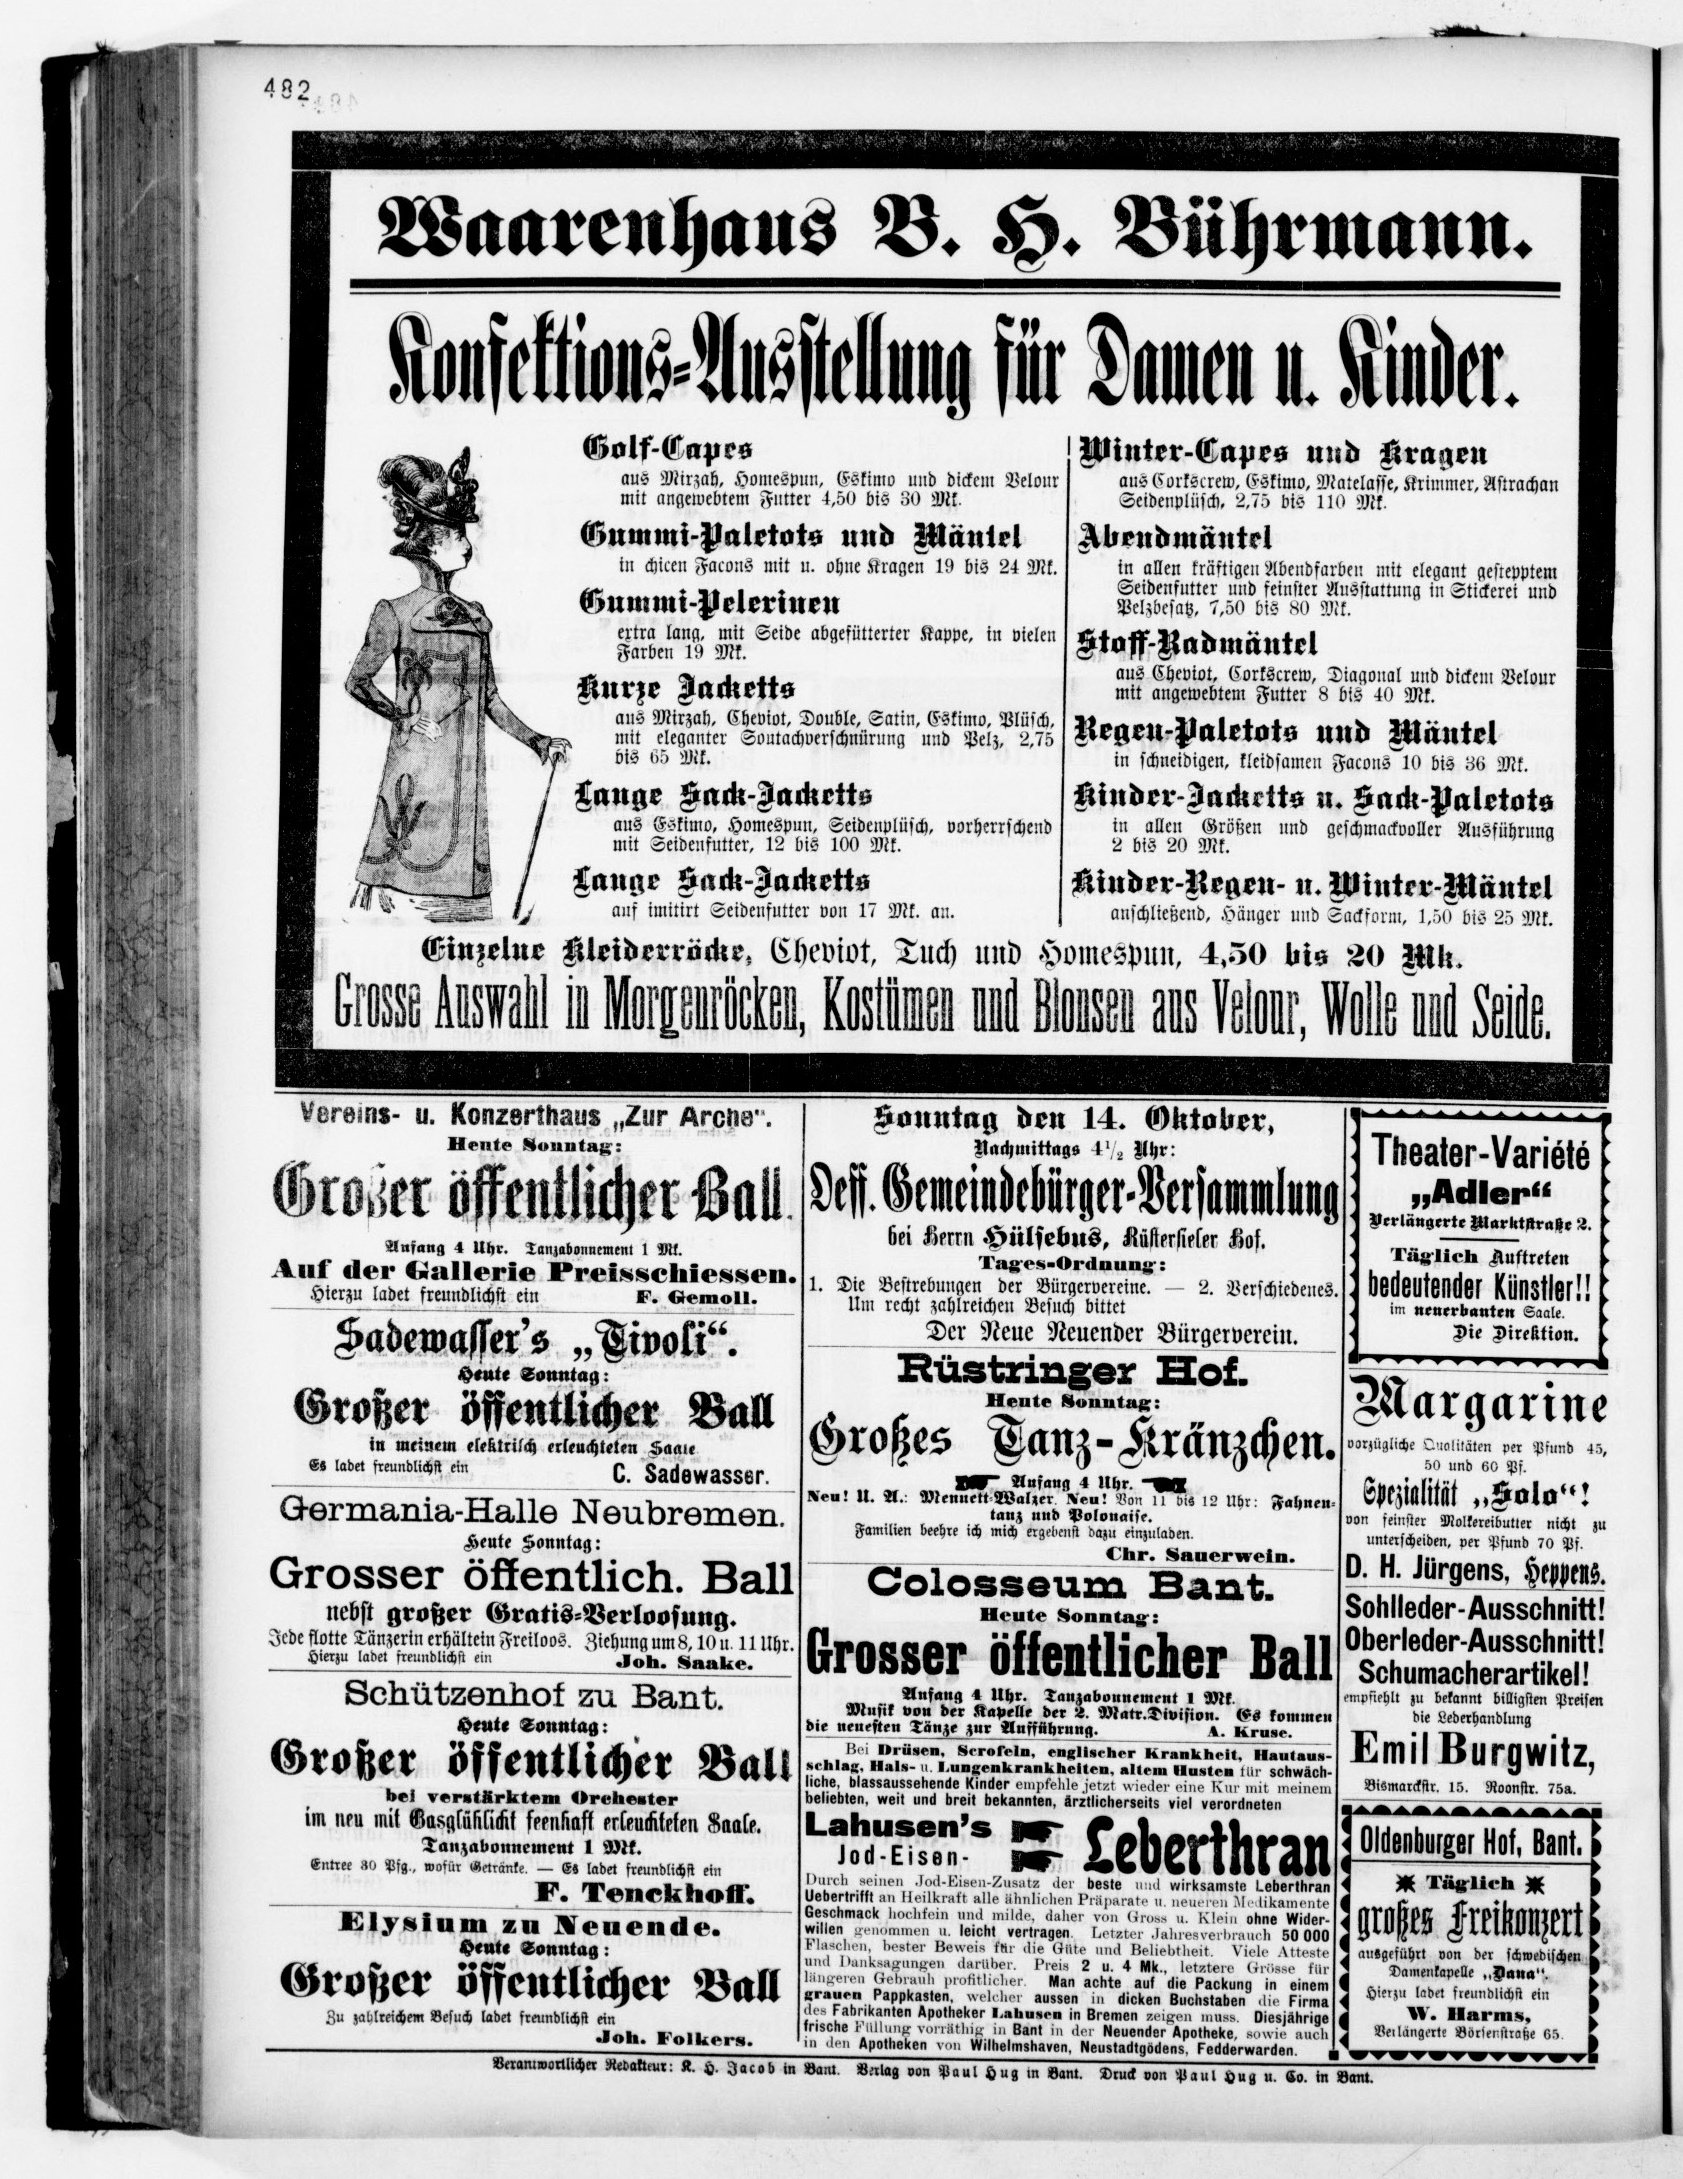 482
Waarenhaus B. H. Bührmann.
Konfektions-Ausstellung für Damen u. Kinder.
Golf-Capes
aus Mirzah, Homespun, Eskimo und dickem Velour
mit angewebtem Futter 4,50 bis 30 Mk.
Gummi-Paletots und Mäntel
in chicen Facons mit u. ohne Kragen 19 bis 24 Mk.
Gummi-Pelerinen
extra lang, mit Seide abgefütterter Kappe, in vielen
Farben 19 Mk.
Kurze Jacketts
aus Mirzah, Cheviot, Double, Satin, Eskimo, Plüsch,
mit eleganter Soutachverschnürung und Pelz, 2,75
bis 65 Mk.
Lange Sack-Jacketts
aus Eskimo, Homespun, Seidenplüsch, vorherrschend
mit Seidenfutter, 12 bis 100 Mk.
Lange Sack-Jacketts
auf imitirt Seidenfutter von 17 Mk. an.
Winter-Capes und Kragen
aus Corkscrew, Eskimo, Matelasse, Krimmer, Astrachan
Seidenplüsch, 2,75 bis 110 Mk.
Abendmäntel
in allen kräftigen Abendfarben mit elegant gesteptem
Seidenfutter und feinster Ausstattung in Stickerei und
Pelzbesatz, 7,50 bis 80 Mk.
Stoff-Radmäntel
aus Cheviot, Corkscrew, Diagonal und dickem Velour
mit angewebtem Futter 8 bis 40 Mk.
Regen-Paletots und Mäntel
in schneidigen, kleidsamen Facons 10 bis 36 Mk.
Kinder-Jacketts u. Sack-Paletots
in allen Größen und geschmackvoller Ausführung
2 bis 20 Mk.
Kinder-Regen- u. Winter-Mäntel
anschließend, Hänger und Sackform, 1,50 bis 25 Mk.
Einzelne Kleiderröcke, Cheviot, Tuch und Homespun, 4,50 bis 20 Mk.
Grosse Auswahl in Morgenröcken, Kostümen und Blousen aus Velour, Wolle und Seide.
Vereins- u. Konzerthaus „Zur Arche“.
Heute Sonntag:
Großer öffentlicher Ball.
Anfang 4 Uhr. Tanzabonnement 1 Mk.
Auf der Gallerie Preisschiessen.
Hierzu ladet freundlichst ein
F. Gemoll.
Sadewasser's „Tivoli“.
Heute Sonntag:
Großer öffentlicher Ball
in meinem elektrisch erleuchteten Saale
Es ladet freundlichst ein
C. Sadewasser.
Germania-Halle Neubremen.
Heute Sonntag:
Grosser öffentlich. Ball
nebst großer Gratis-Verloosung.
Jede flotte Tänzerin erhält ein Freiloos. Ziehung um 8, 10 u. 11 Uhr.
Hierzu ladet freundlichst ein
Joh. Saake.
Schützenhof zu Bant.
Heute Sonntag:
Großer öffentlicher Ball
bei verstärktem Orchester
im neu mit Gasglühlicht feenhaft erleuchteten Saale.
Tanzabonnement 1 Mk.
Entree 30 Pfg., wofür Getränke. — Es ladet freundlichst ein
F. Tenckhoff.
Elysium zu Neuende.
Heute Sonntag:
Großer öffentlicher Ball
Zu zahlreichem Besuch ladet freundlichst ein
Joh. Folkers.
Sonntag den 14. Oktober,
Nachmittags 4½ Uhr:
Oeff. Gemeindebürger-Versammlung
bei Herrn Hülsebus, Rüstersieler Hof.
Tages-Ordnung:
1. Die Bestrebungen der Bürgervereine. — 2. Verschiedenes.
Um recht zahlreichen Besuch bittet
Der Neue Neuender Bürgerverein.
Rüstringer Hof.
Heute Sonntag:
Großes Tanz-Kränzchen.
Anfang 4 Uhr.
Neu! U. A.: Menuett-Walzer. Neu! Von 11 bis 12 Uhr: Fahnen-
tanz und Polonaise.
Familien beehre ich mich ergebenst dazu einzuladen.
Chr. Sauerwein.
Colosseum Bant.
Heute Sonntag:
Grosser öffentlicher Ball
Anfang 4 Uhr. Tanzabonnement 1 Mk.
Musik von der Kapelle der 2. Matr.Division. Es kommen
die neuesten Tänze zur Aufführung.
A. Kruse.
Bei Drüsen, Scrofeln, englischer Krankheit, Hautaus-
schlag, Hals- u. Lungenkrankheiten, altem Husten für schwäch-
liche, blassaussehende Kinder empfehle jetzt wieder eine Kur mit meinem
beliebten, weit und breit bekannten, ärztlicherseits viel verordneten
Lahusen's
Jod-Eisen-
Leberthran
Durch seinen Jod-Eisen-Zusatz der beste und wirksamste Leberthran
Uebertrifft an Heilkraft alle ähnlichen Präparate u. neueren Medikamente
Geschmack hochfein und milde, daher von Gross u. Klein ohne Wider-
willen genommen u. leicht vertragen. Letzter Jahresverbrauch 50 000
Flaschen, bester Beweis für die Güte und Beliebtheit. Viele Atteste
und Danksagungen darüber. Preis 2 u. 4 Mk., letztere Grösse für
längeren Gebrauh profitlicher. Man achte auf die Packung in einem
grauen Pappkasten, welcher aussen in dicken Buchstaben die Firma
des Fabrikanten Apotheker Lahusen in Bremen zeigen muss. Diesjährige
frische Füllung vorräthig in Bant in der Neuender Apotheke, sowie auch
in den Apotheken von Wilhelmshaven, Neustadtgödens, Fedderwarden.
Theater-Variété
„Adler“
Verlängerte Marktstraße 2.
Täglich Auftreten
bedeutender Künstler!!
im neuerbauten Saale.
Die Direktion.
Margarine
vorzügliche Qualitäten per Pfund 45,
50 und 60 Pf.
Spezialität „Solo“!
von feinster Molkereibutter nicht zu
unterscheiden, per Pfund 70 Pf.
D. H. Jürgens, Heppens.
Sohlleder-Ausschnitt!
Oberleder-Ausschnitt!
Schumacherartikel!
empfiehlt zu bekannt billigsten Preisen
die Lederhandlung
Emil Burgwitz,
Bismarckstr. 15. Roonstr. 75a.
Oldenburger Hof, Bant.
Täglich
großes Freikonzert
ausgeführt von der schwedischen
Damenkapelle „Dana“.
Hierzu ladet freundlichst ein
W. Harms,
Verlängerte Börsenstraße 65.
Verantwortlicher Redakteur: K. H. Jacob in Bant. Verlag von Paul Hug in Bant. Druck von Paul Hug u. Co. in Bant.